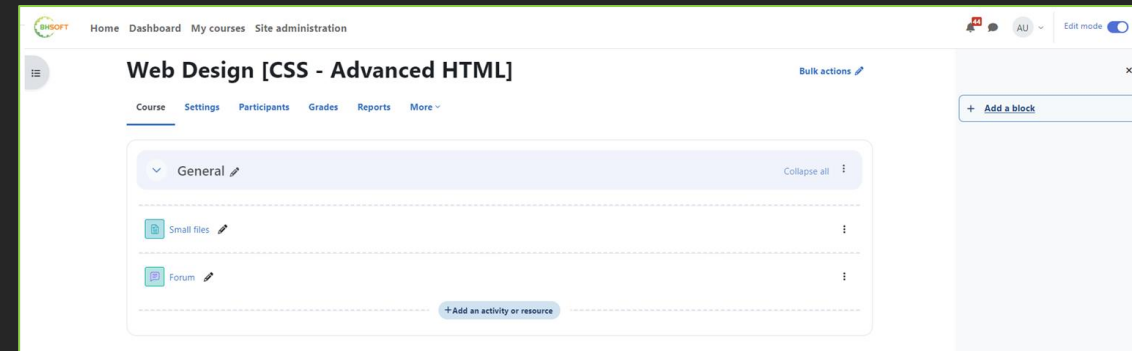 BHSOFT Home Dashboard My courses Site administration 44 AU Edit mode
Web Design [CSS - Advanced HTML] Bulk actions
Course Settings Participants Grades Reports More
+ Add a block
General Collapse all
Small files
Forum
+Add an activity or resource